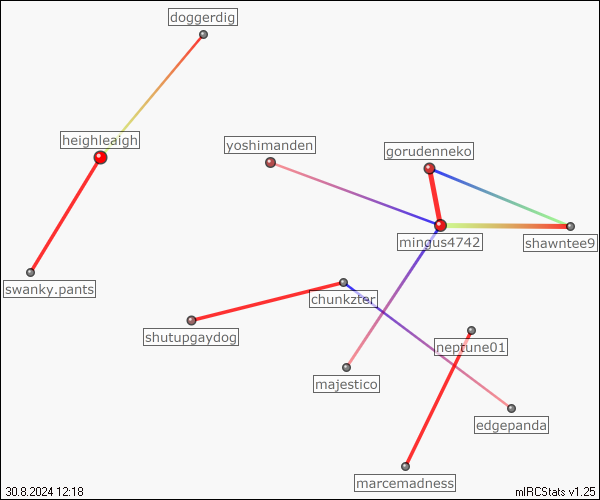 doggerdig
heighleaigh
yoshimanden
gorudenneko
mingus4742
shawntee9
swanky.pants
chunkzter
shutupgaydog
neptune01
majestico
edgepanda
marcemadness
30.8.2024 12:18
mIRCStats v1.25